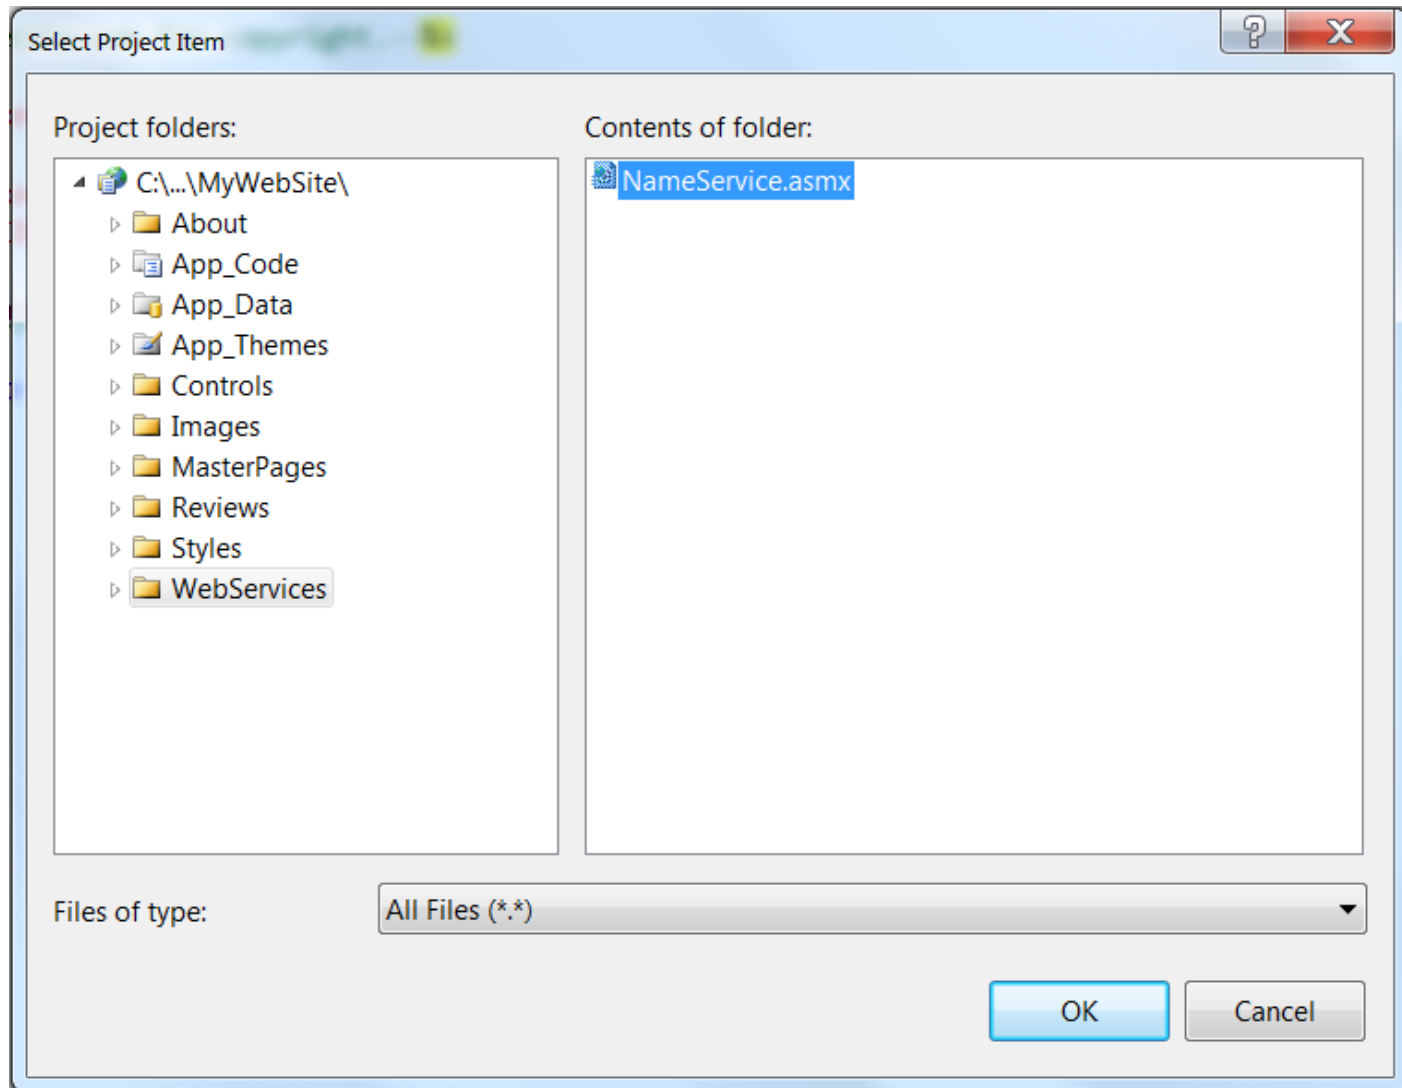 Select Project Item
Project folders:
Contents of folder:
C:\...\MyWebSite\
About
App_Code
App_Data
App_Themes
Controls
Images
MasterPages
Reviews
Styles
WebServices
NameService.asmx
Files of type:
All Files (*.*)
OK
Cancel